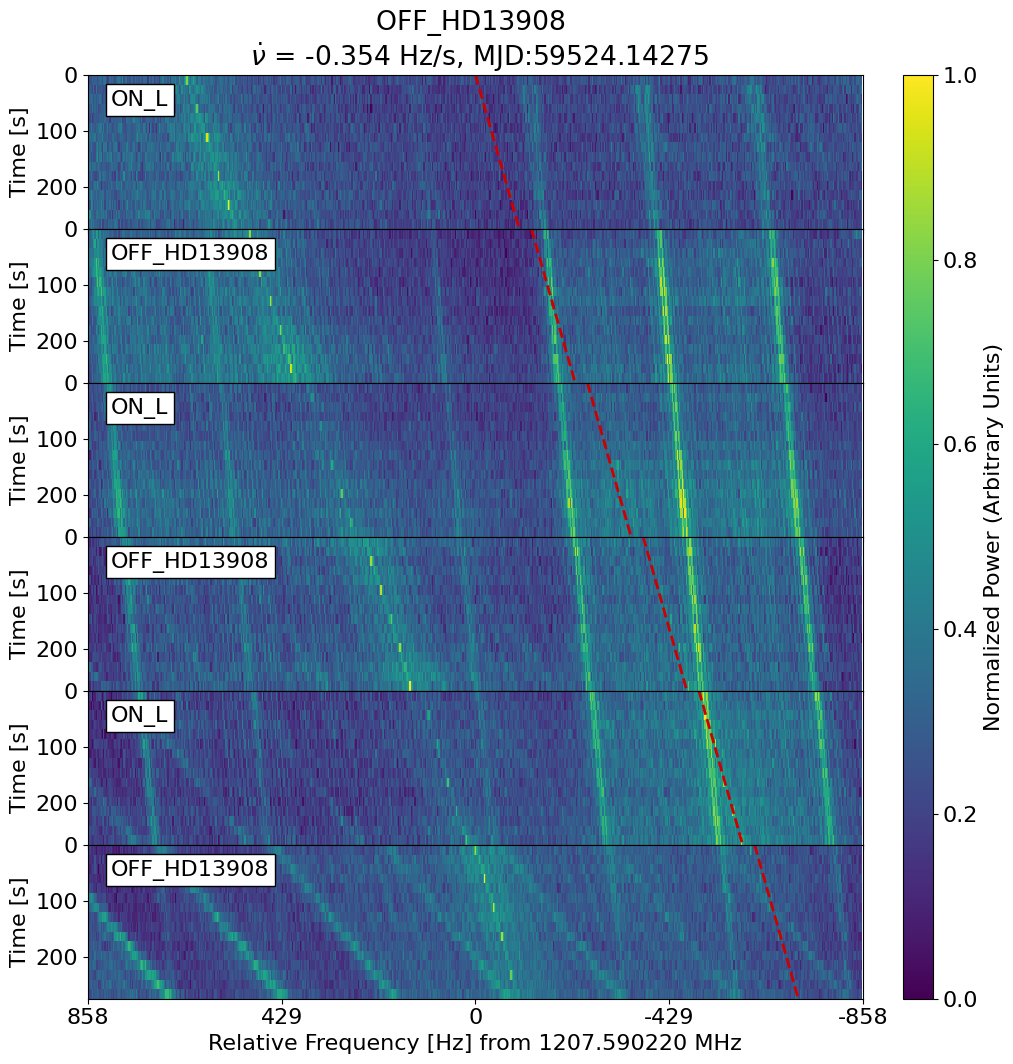 OFF_HD13908
ν̇ = -0.354 Hz/s, MJD:59524.14275
0
100
200
Time [s]
ON_L
0
100
200
Time [s]
OFF_HD13908
0
100
200
Time [s]
ON_L
0
100
200
Time [s]
OFF_HD13908
0
100
200
Time [s]
ON_L
0
100
200
Time [s]
OFF_HD13908
858
429
0
-429
-858
Relative Frequency [Hz] from 1207.590220 MHz
1.0
0.8
0.6
0.4
0.2
0.0
Normalized Power (Arbitrary Units)